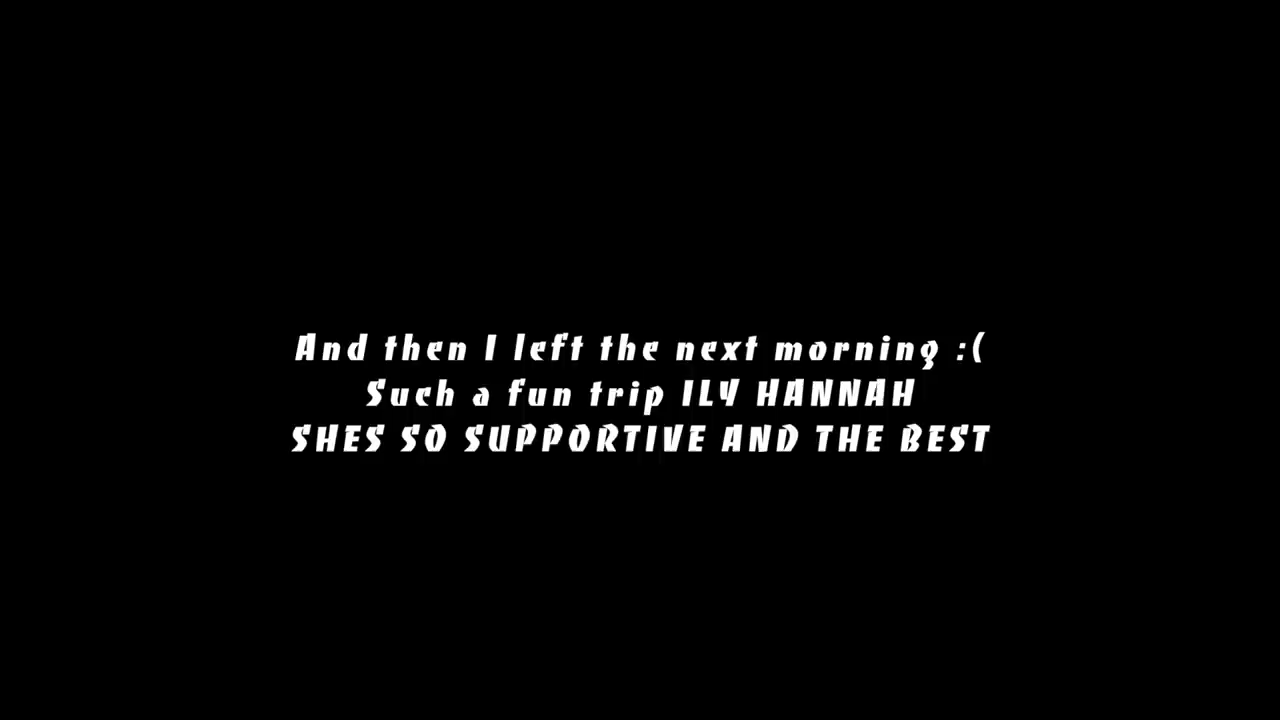 And then I left the next morning :(
Such a fun trip ILY HANNAH
SHES SO SUPPORTIVE AND THE BEST